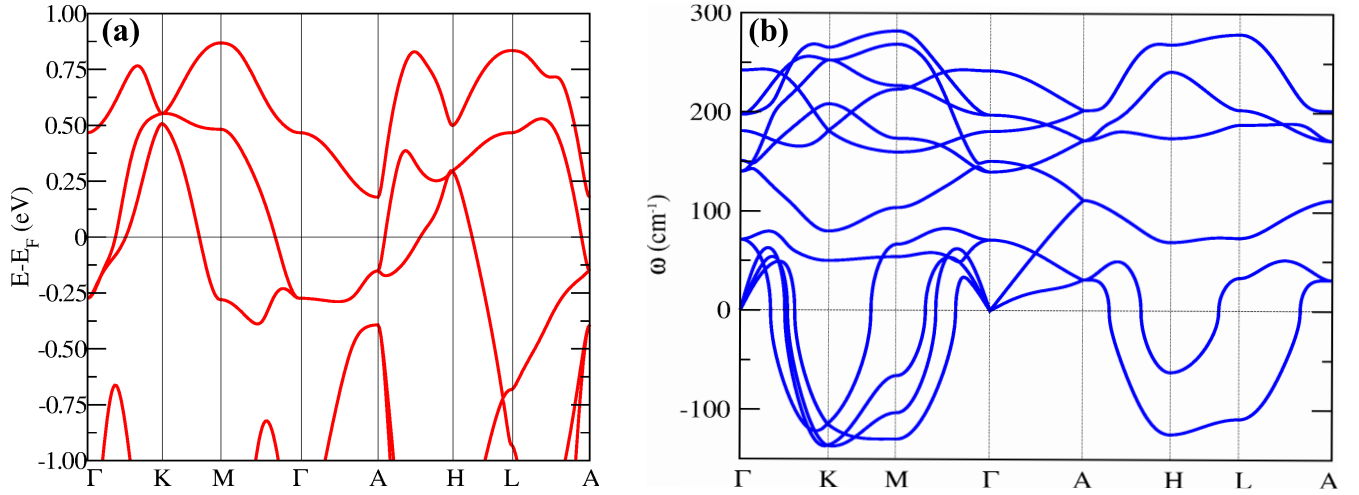 (a)
1.00
0.75
0.50
0.25
0
-0.25
-0.50
-0.75
-1.00
E-E_F (eV)
Γ K M Γ A H L A
(b)
300
200
100
0
-100
ω (cm⁻¹)
Γ K M Γ A H L A